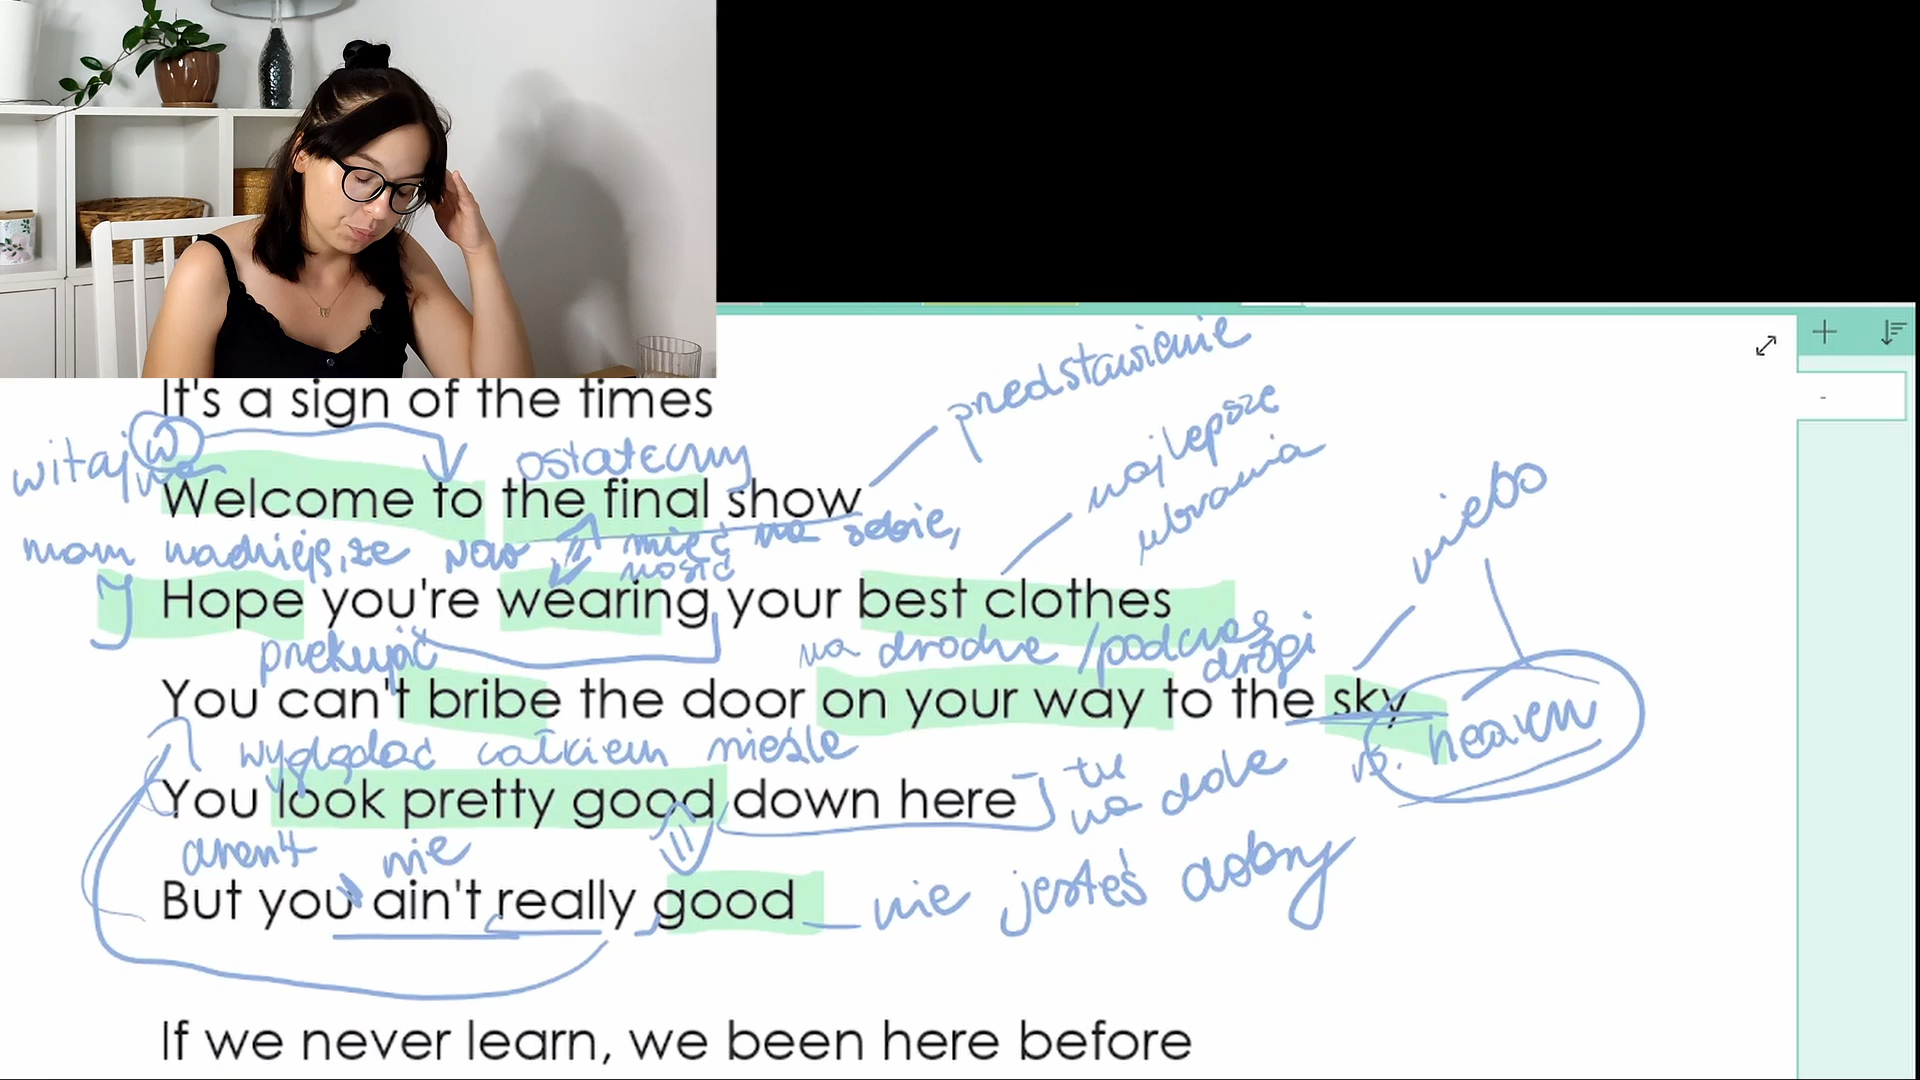 It's a sign of the times
przedstawienie
witaj w
ostateczny
najlepsze
ubrania
Welcome to the final show
niebo
mam nadzieję, że
mieć na sobie,
nosić
Hope you're wearing your best clothes
przekupić
na drodze / podczas
drogi
You can't bribe the door on your way to the sky
vs. heaven
wyglądać całkiem nieźle
tu
na dole
You look pretty good down here
aren't nie
But you ain't really good
nie jesteś dobry
If we never learn, we been here before